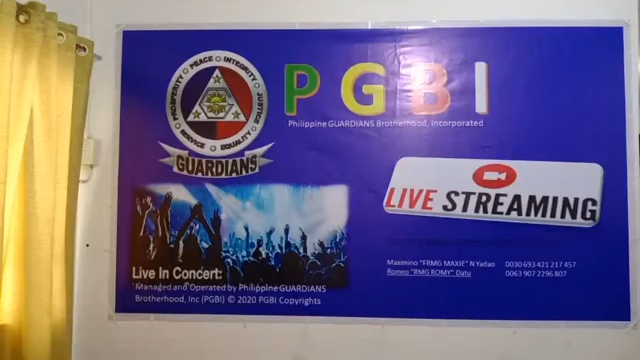 PEACE INTEGRITY JUSTICE EQUALITY SERVICE PROSPERITY
GUARDIANS
PGBI
Philippine GUARDIANS Brotherhood, Incorporated
LIVE STREAMING
Live In Concert:
Managed and Operated by Philippine GUARDIANS
Brotherhood, Inc (PGBI) © 2020 PGBI Copyrights
Maximino "FRMG MAXIE" N Yadao 0030 693 421 217 457
Romeo "RMG ROMY" Datu 0063 907 2296 807